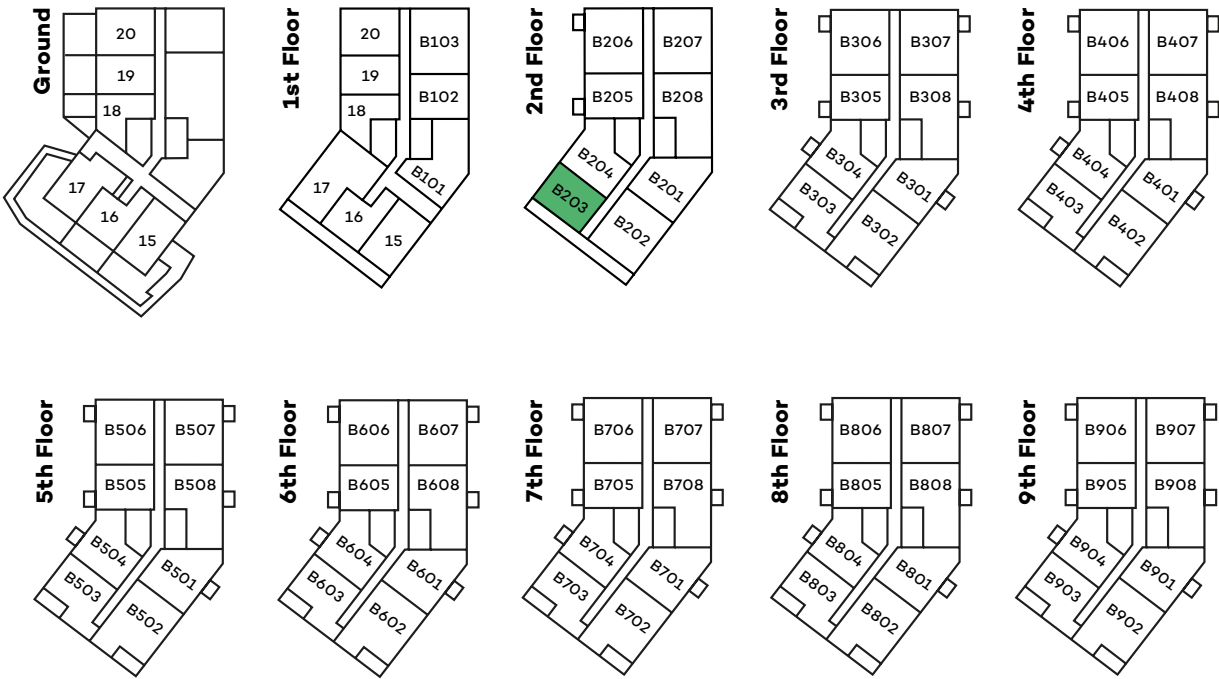 Ground
20
19
18
17
16
15
1st Floor
20
B103
19
B102
18
B101
17
16
15
2nd Floor
B206
B207
B205
B208
B204
B201
B203
B202
3rd Floor
B306
B307
B305
B308
B304
B301
B303
B302
4th Floor
B406
B407
B405
B408
B404
B401
B403
B402
5th Floor
B506
B507
B505
B508
B504
B501
B503
B502
6th Floor
B606
B607
B605
B608
B604
B601
B603
B602
7th Floor
B706
B707
B705
B708
B704
B701
B703
B702
8th Floor
B806
B807
B805
B808
B804
B801
B803
B802
9th Floor
B906
B907
B905
B908
B904
B901
B903
B902